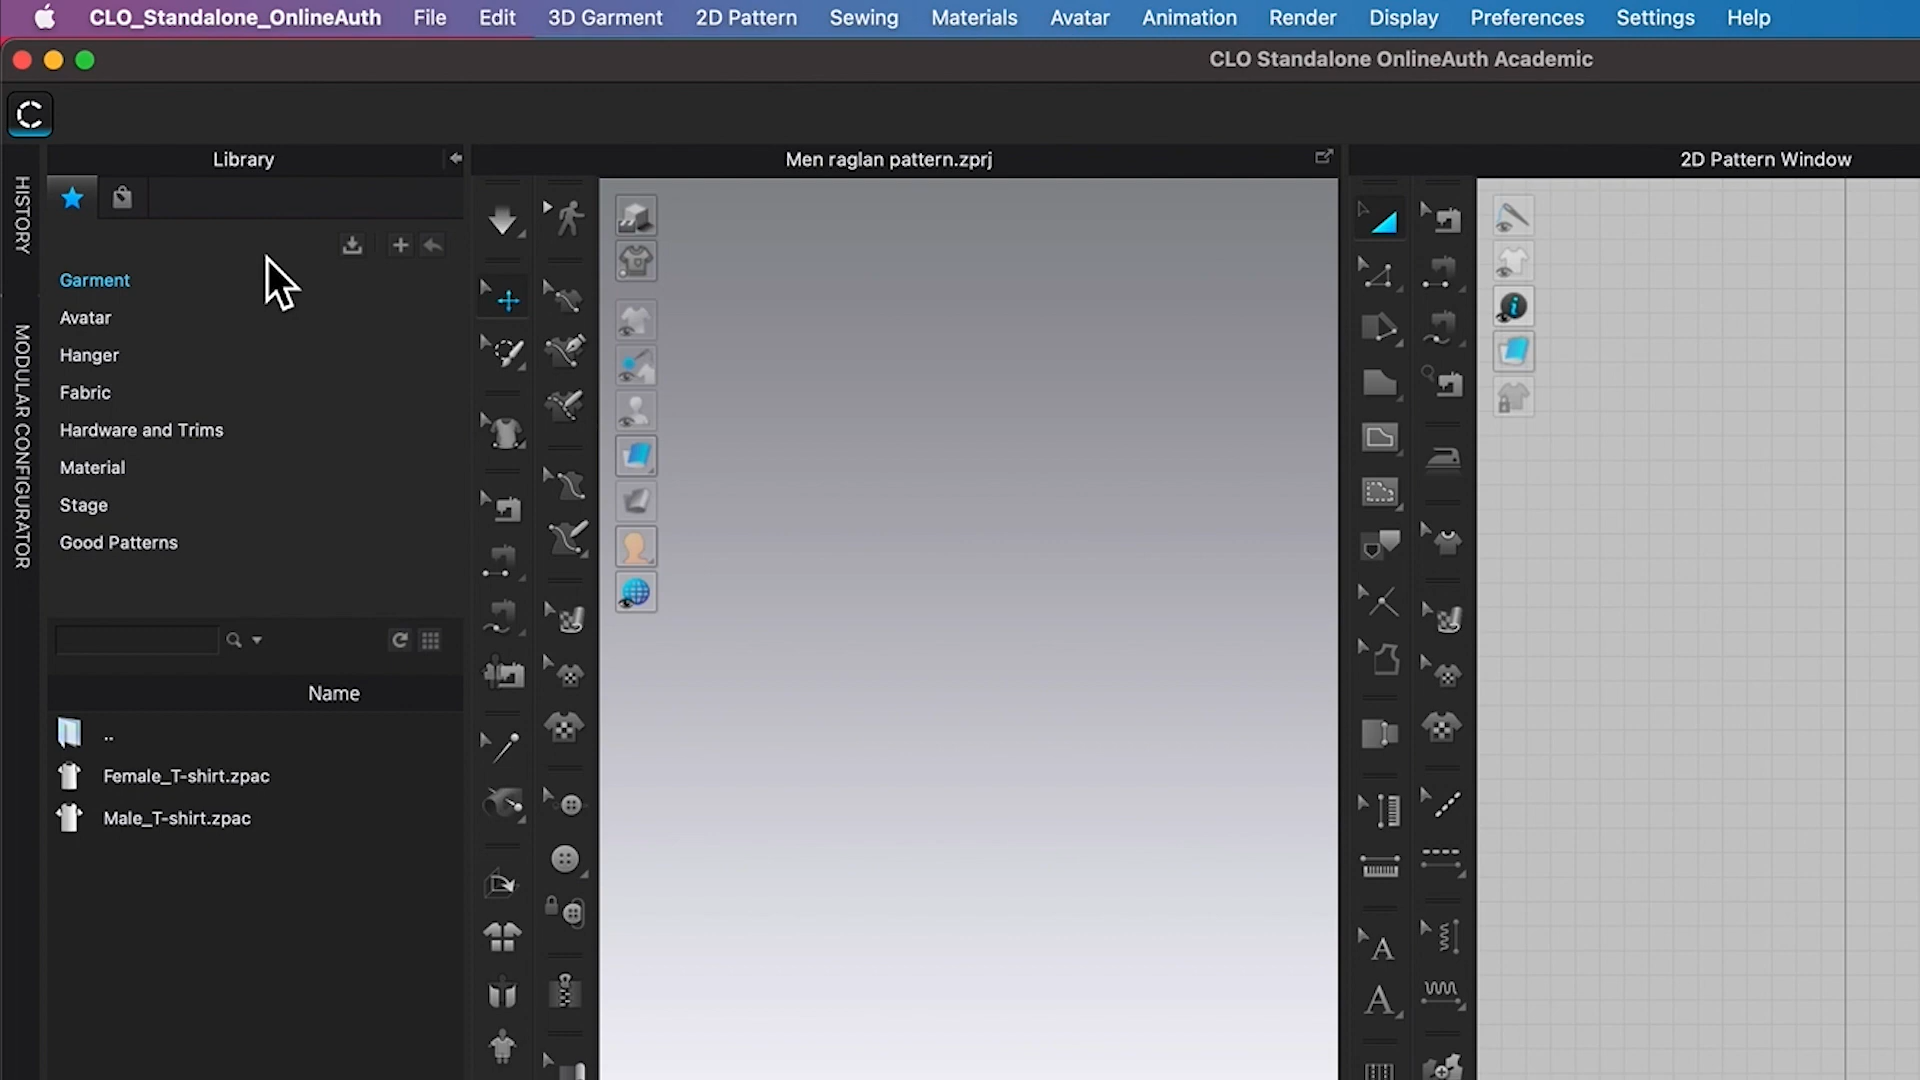 CLO_Standalone_OnlineAuth File Edit 3D Garment 2D Pattern Sewing Materials Avatar Animation Render Display Preferences Settings Help
CLO Standalone OnlineAuth Academic
Library
Men raglan pattern.zprj
2D Pattern Window
HISTORY
MODULAR CONFIGURATOR
Garment
Avatar
Hanger
Fabric
Hardware and Trims
Material
Stage
Good Patterns
Name
..
Female_T-shirt.zpac
Male_T-shirt.zpac